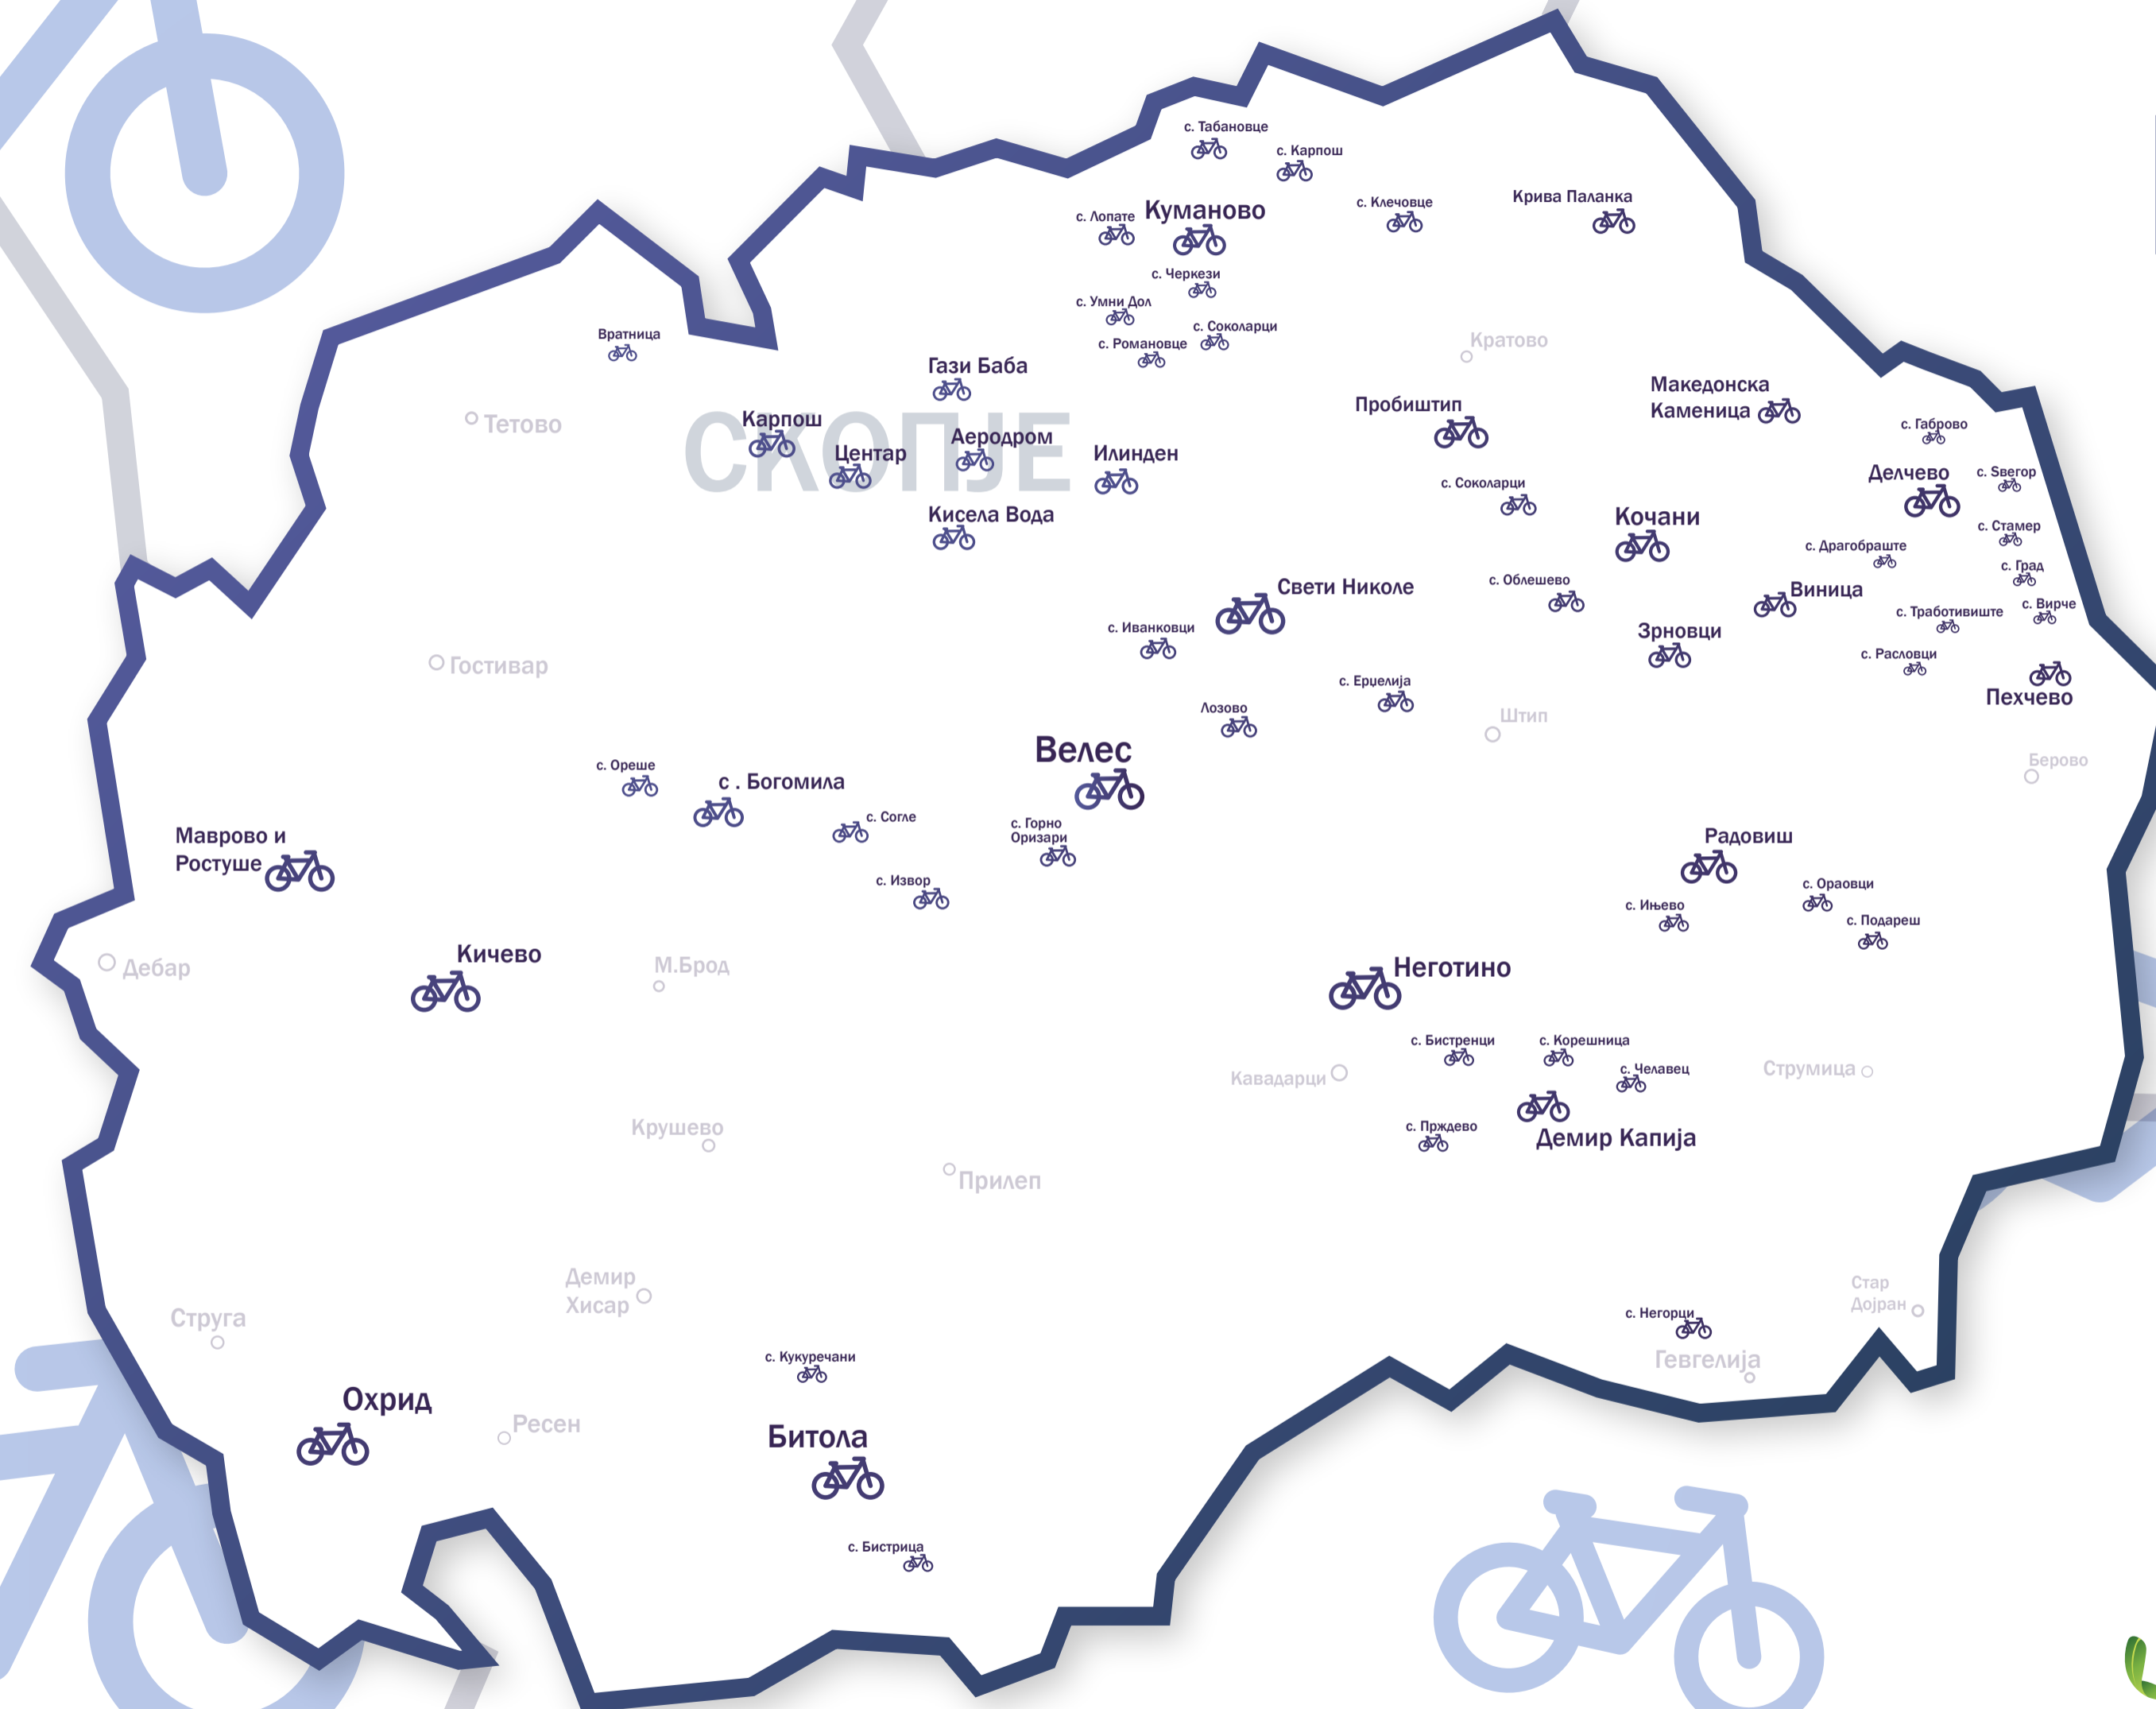 с. Табановце
с. Карпош
Крива Паланка
с. Клечовце
Куманово
с. Лопате
с. Черкези
с. Умни Дол
с. Соколарци
Вратница
с. Романовце
Кратово
Гази Баба
Македонска
Каменица
Пробиштип
Карпош
Тетово
с. Габрово
СКОПЈЕ
Аеродром
Центар
Илинден
Делчево
с. Ѕвегор
с. Соколарци
Кисела Вода
Кочани
с. Стамер
с. Драгобраште
с. Град
с. Облешево
Свети Николе
Виница
с. Вирче
с. Тработивиште
с. Иванковци
Зрновци
с. Расловци
Гостивар
с. Ерџелија
Пехчево
Лозово
Штип
Велес
Берово
с. Ореше
с . Богомила
с. Согле
с. Горно
Оризари
Маврово и
Ростуше
Радовиш
с. Извор
с. Ораовци
с. Ињево
с. Подареш
Кичево
М.Брод
Дебар
Неготино
с. Бистренци
с. Корешница
с. Челавец
Струмица
Кавадарци
с. Прждево
Крушево
Демир Капија
Прилеп
Демир
Хисар
Стар
Дојран
Струга
с. Негорци
с. Кукуречани
Гевгелија
Охрид
Ресен
Битола
с. Бистрица